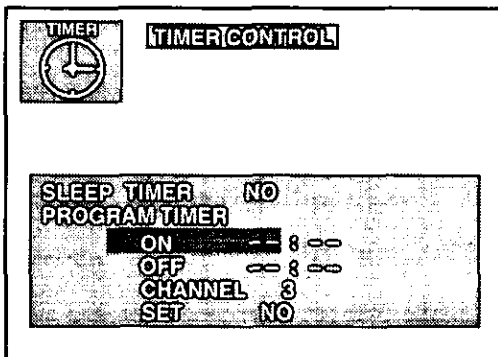 TIMER
TIMER CONTROL
SLEEP TIMER NO
PROGRAM TIMER
ON -- : --
OFF -- : --
CHANNEL 3
SET NO